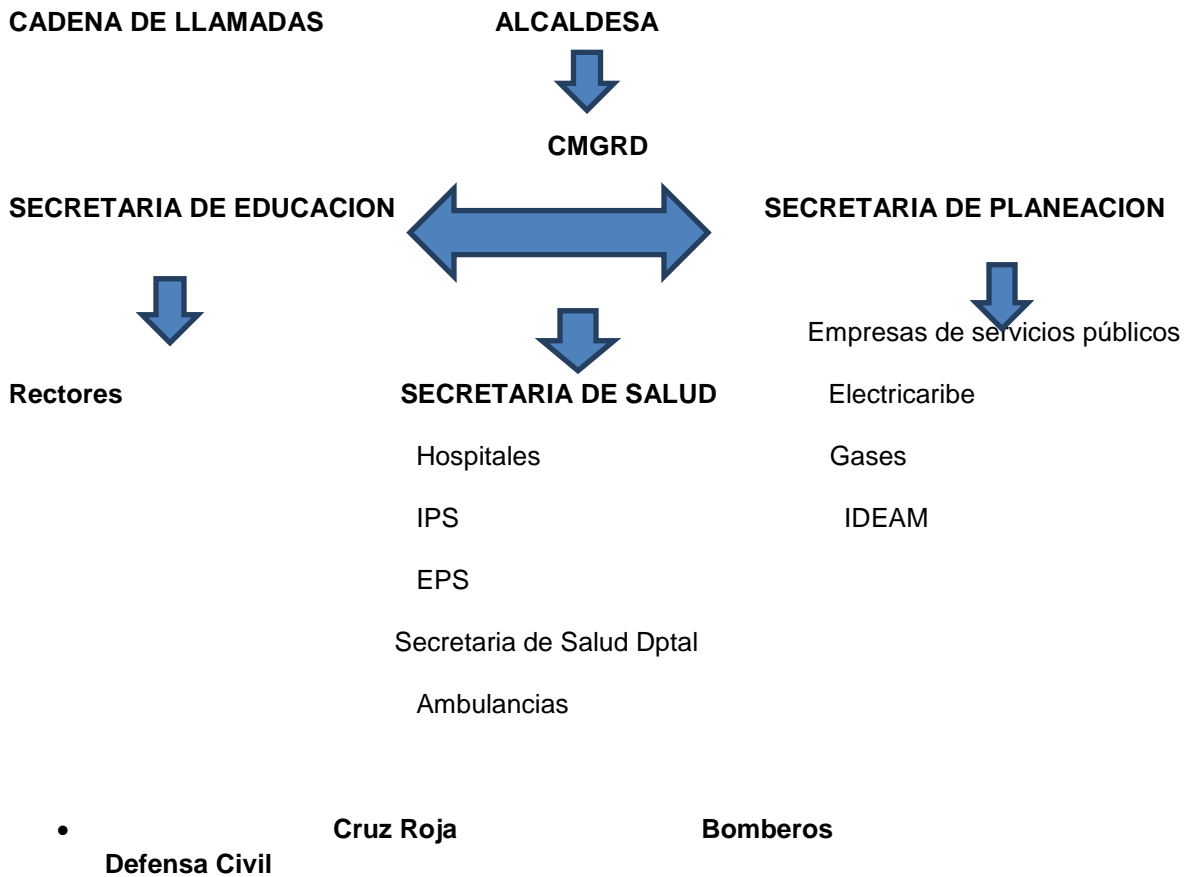 CADENA DE LLAMADAS ALCALDESA
CMGRD
SECRETARIA DE EDUCACION SECRETARIA DE PLANEACION
Empresas de servicios públicos
Rectores SECRETARIA DE SALUD Electricaribe
Hospitales Gases
IPS IDEAM
EPS
Secretaria de Salud Dptal
Ambulancias
• Cruz Roja Bomberos
Defensa Civil